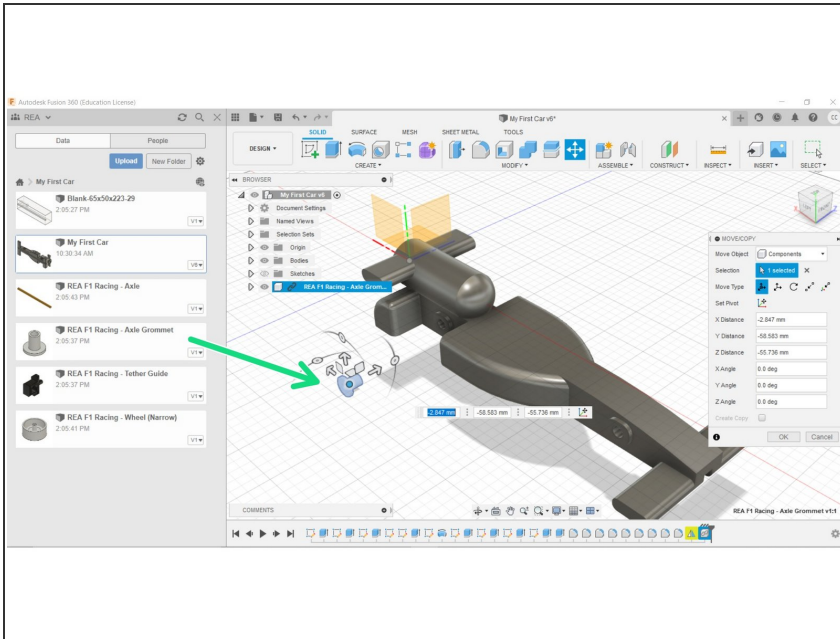 Autodesk Fusion 360 (Education License)
REA
My First Car v6*
CC
Data People
Upload New Folder
My First Car
Blank-65x50x223-29
2:05:27 PM
V1
My First Car
10:30:34 AM
V6
REA F1 Racing - Axle
2:05:43 PM
V1
REA F1 Racing - Axle Grommet
2:05:37 PM
V1
REA F1 Racing - Tether Guide
2:05:37 PM
V1
REA F1 Racing - Wheel (Narrow)
2:05:41 PM
V1
SOLID SURFACE MESH SHEET METAL TOOLS
DESIGN
CREATE MODIFY ASSEMBLE CONSTRUCT INSPECT INSERT SELECT
BROWSER
My First Car v6
Document Settings
Named Views
Selection Sets
Origin
Bodies
Sketches
REA F1 Racing - Axle Grom...
-2.847 mm -58.583 mm -55.736 mm
MOVE/COPY
Move Object Components
Selection 1 selected
Move Type
Set Pivot
X Distance -2.847 mm
Y Distance -58.583 mm
Z Distance -55.736 mm
X Angle 0.0 deg
Y Angle 0.0 deg
Z Angle 0.0 deg
Create Copy
OK Cancel
COMMENTS
REA F1 Racing - Axle Grommet v1:1